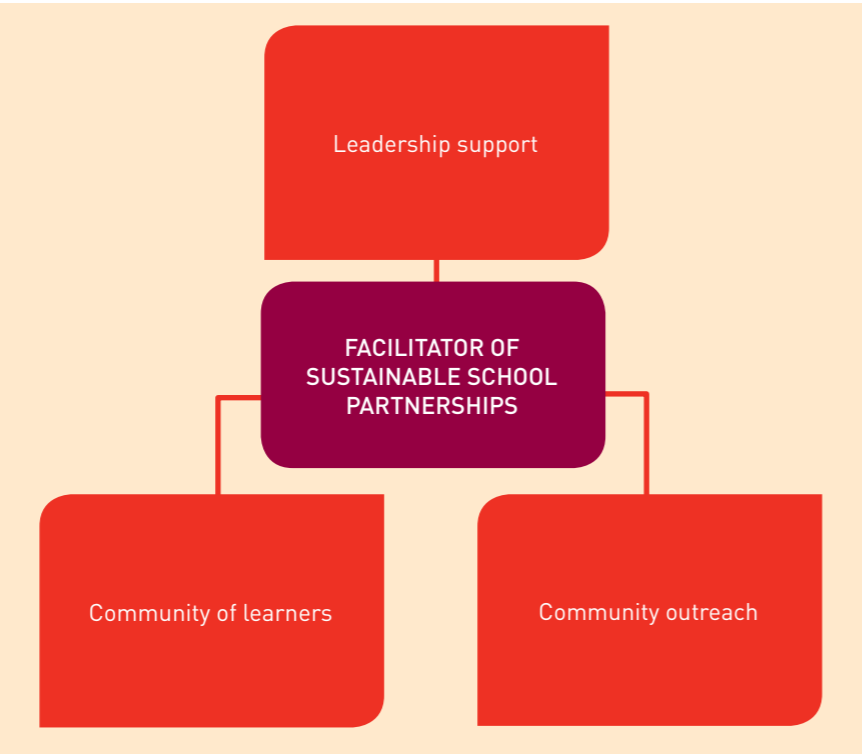 Leadership support
FACILITATOR OF
SUSTAINABLE SCHOOL
PARTNERSHIPS
Community of learners
Community outreach